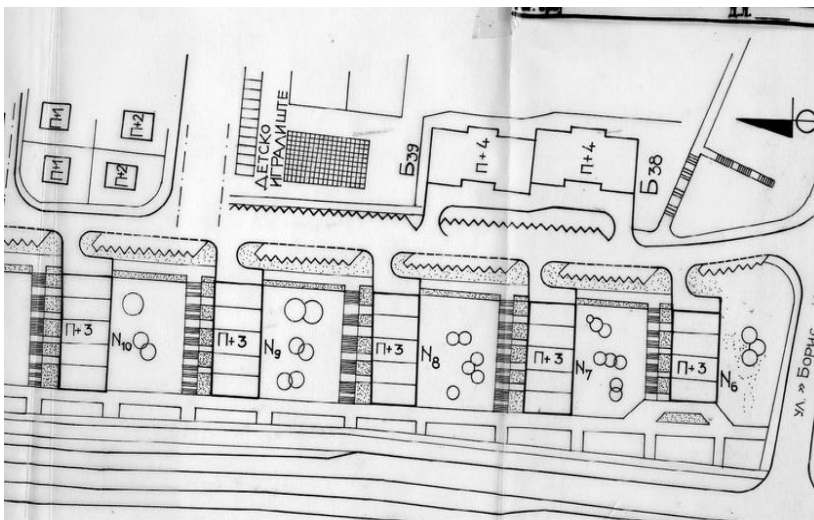 П+1
П+2
П+1
П+2
ДЕТСКО
ИГРАЛИЩЕ
Б39
П+4
П+4
Б38
П+3
N10
П+3
N9
П+3
N8
П+3
N7
П+3
N6
УЛ. » Борис